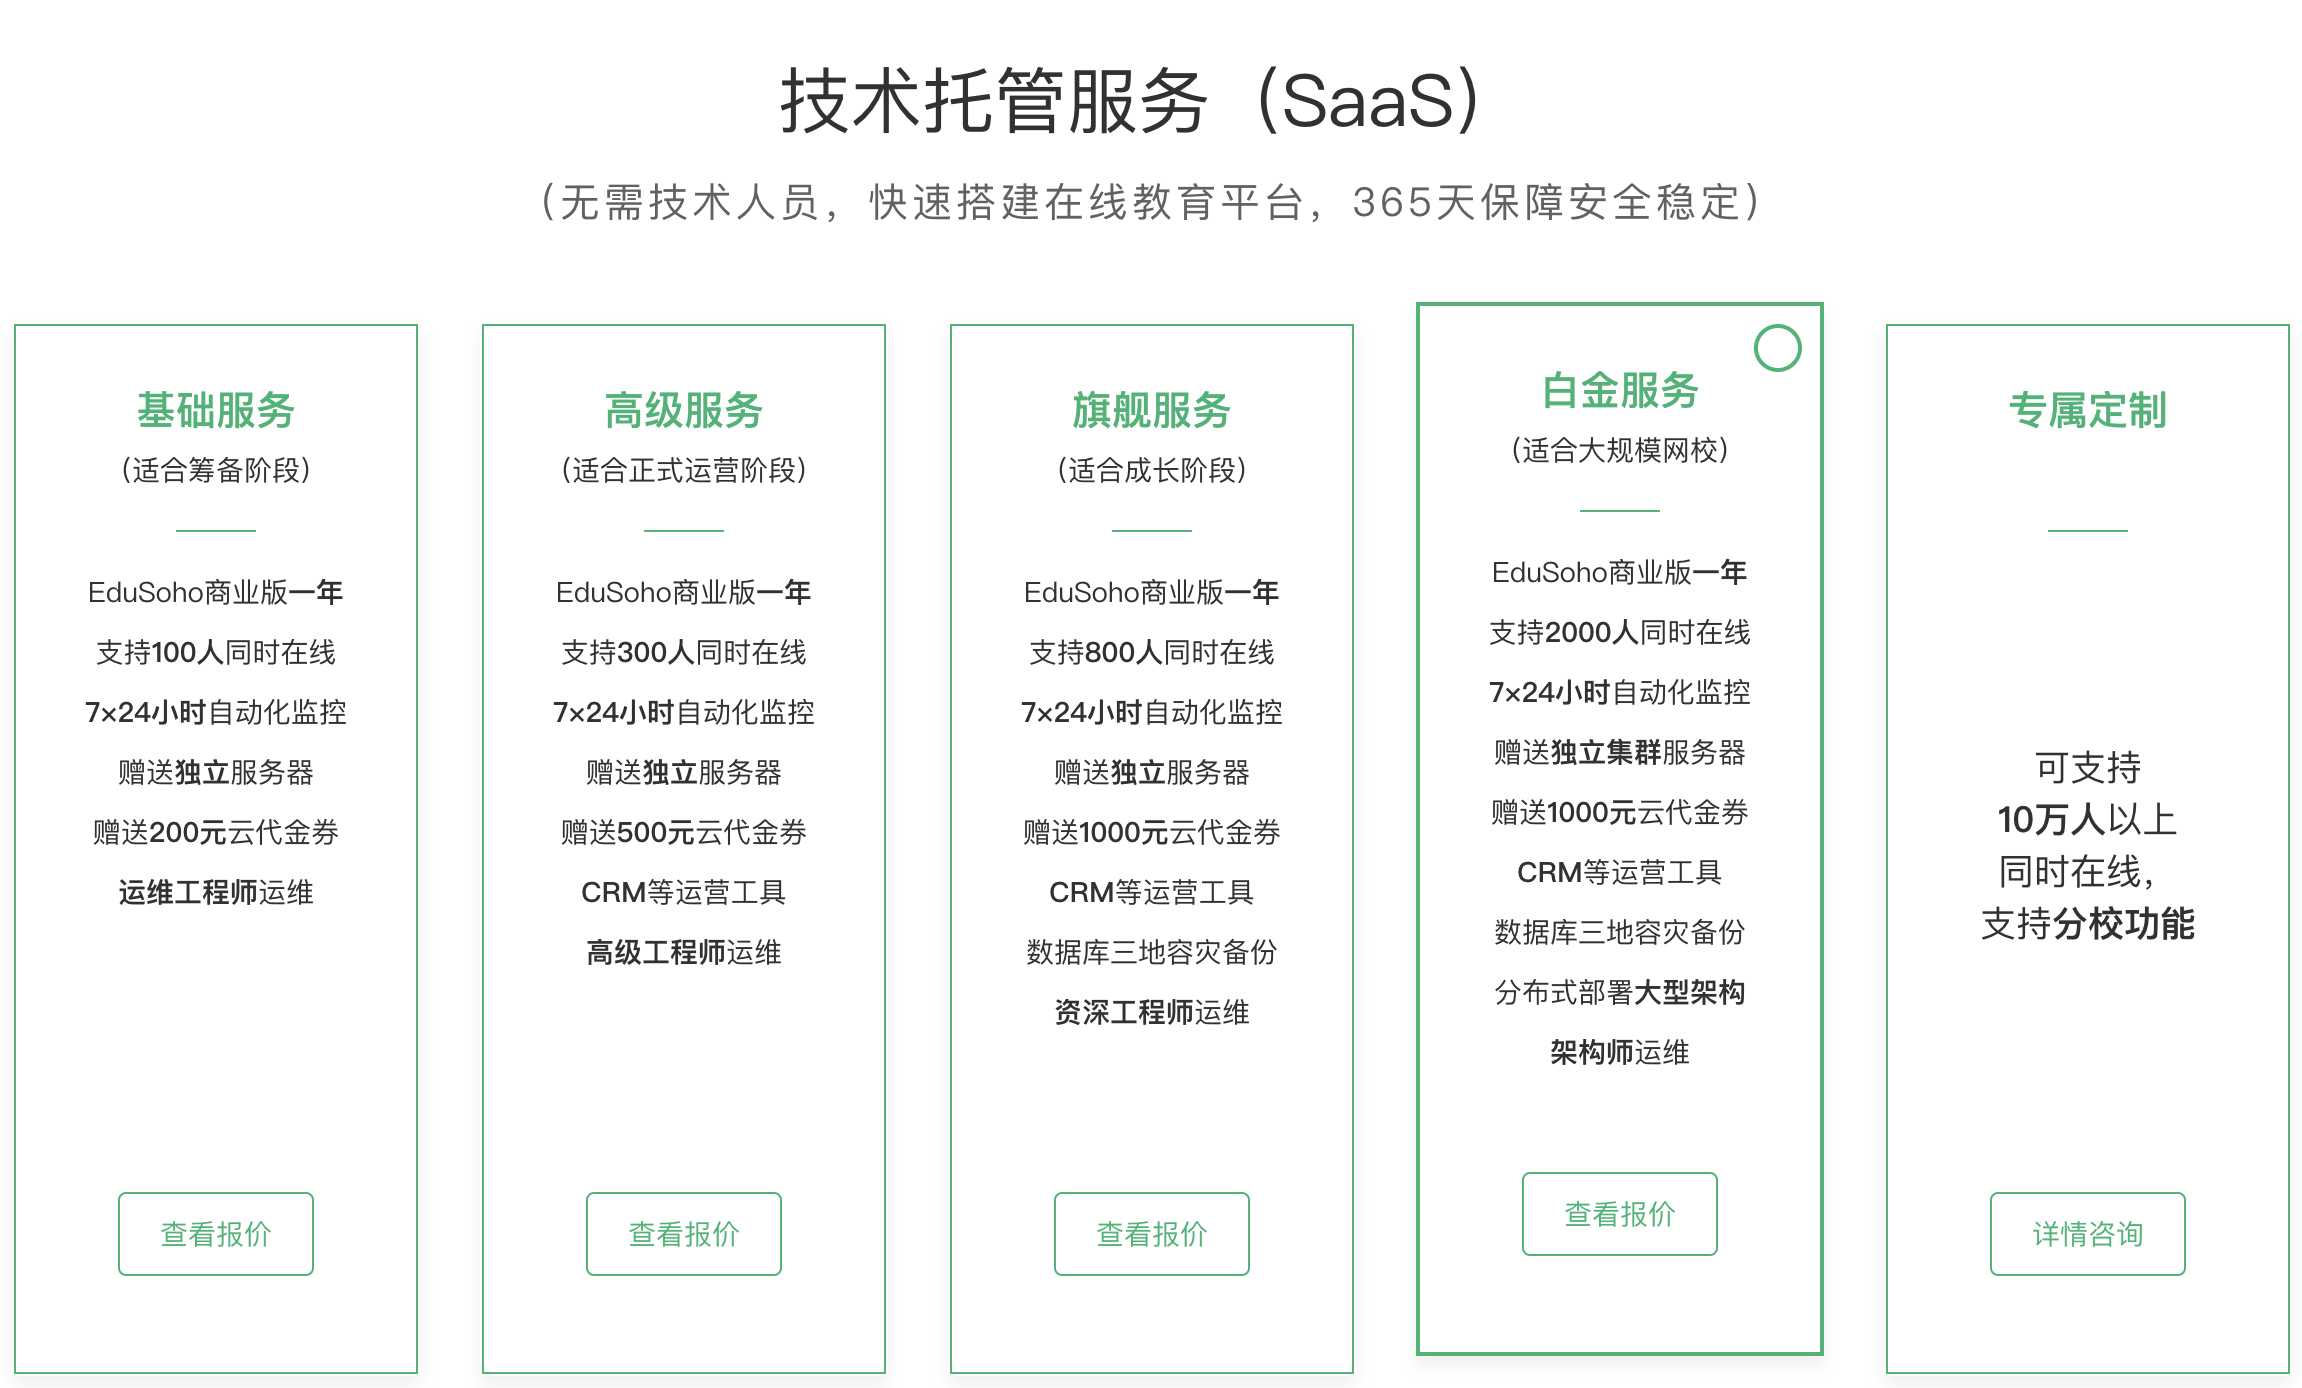 技术托管服务（SaaS）
（无需技术人员，快速搭建在线教育平台，365天保障安全稳定）
基础服务
（适合筹备阶段）
EduSoho商业版一年
支持100人同时在线
7×24小时自动化监控
赠送独立服务器
赠送200元云代金券
运维工程师运维
查看报价
高级服务
（适合正式运营阶段）
EduSoho商业版一年
支持300人同时在线
7×24小时自动化监控
赠送独立服务器
赠送500元云代金券
CRM等运营工具
高级工程师运维
查看报价
旗舰服务
（适合成长阶段）
EduSoho商业版一年
支持800人同时在线
7×24小时自动化监控
赠送独立服务器
赠送1000元云代金券
CRM等运营工具
数据库三地容灾备份
资深工程师运维
查看报价
白金服务
（适合大规模网校）
EduSoho商业版一年
支持2000人同时在线
7×24小时自动化监控
赠送独立集群服务器
赠送1000元云代金券
CRM等运营工具
数据库三地容灾备份
分布式部署大型架构
架构师运维
查看报价
专属定制
可支持
10万人以上
同时在线，
支持分校功能
详情咨询